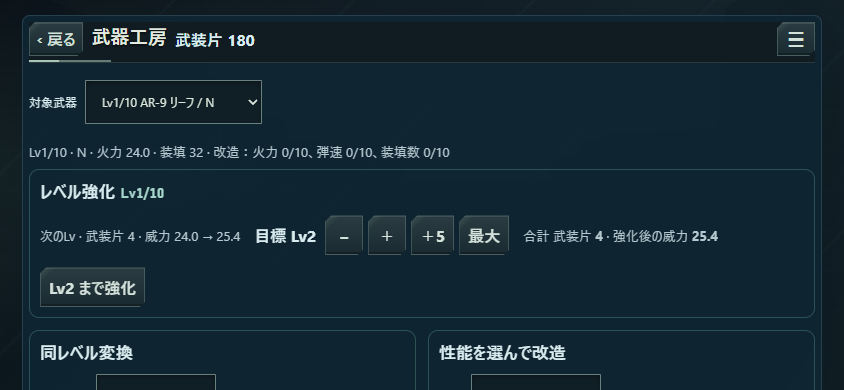 ‹ 戻る 武器工房 武装片 180 ☰
対象武器 Lv1/10 AR-9 リーフ / N
Lv1/10 · N · 火力 24.0 · 装填 32 · 改造：火力 0/10、弾速 0/10、装填数 0/10
レベル強化 Lv1/10
次のLv · 武装片 4 · 威力 24.0 → 25.4 目標 Lv2 － ＋ ＋5 最大 合計 武装片 4 · 強化後の威力 25.4
Lv2 まで強化
同レベル変換 性能を選んで改造